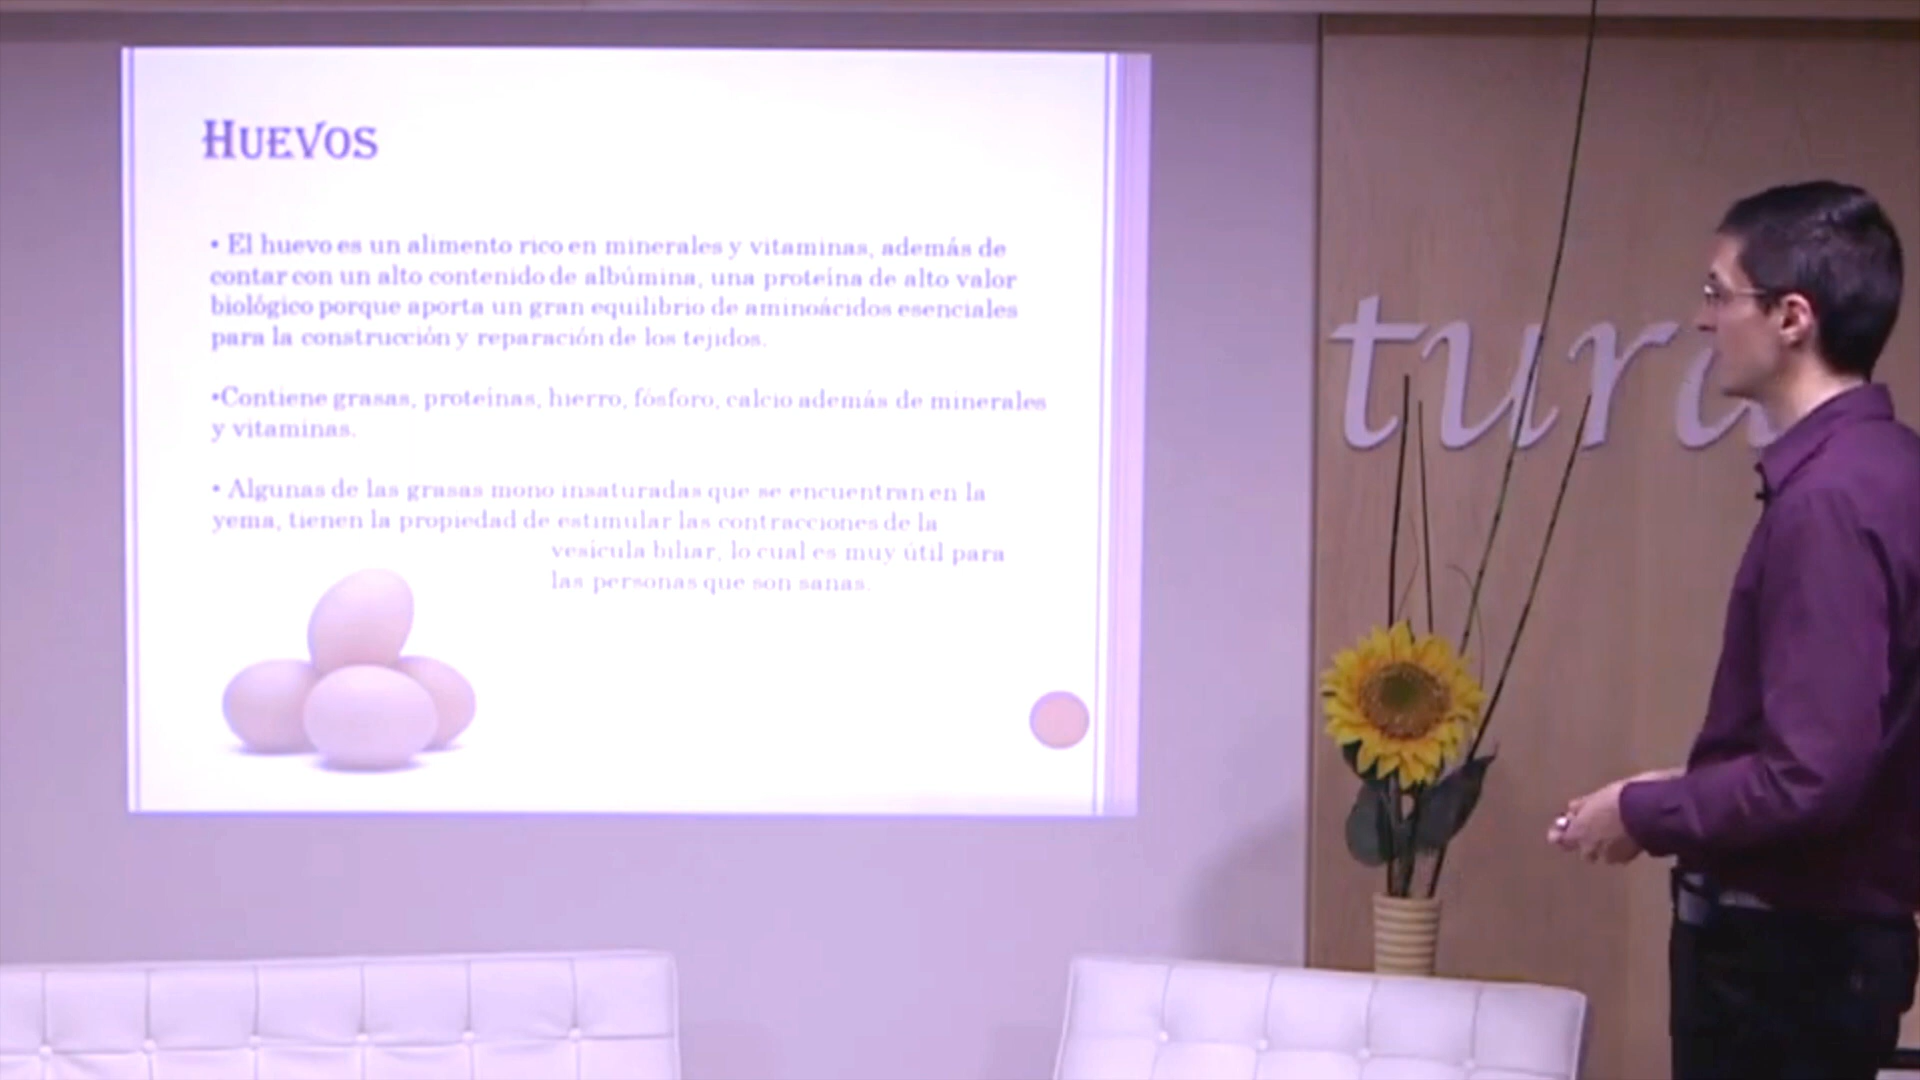 HUEVOS
• El huevo es un alimento rico en minerales y vitaminas, además de
contar con un alto contenido de albúmina, una proteína de alto valor
biológico porque aporta un gran equilibrio de aminoácidos esenciales
para la construcción y reparación de los tejidos.
•Contiene grasas, proteínas, hierro, fósforo, calcio además de minerales
y vitaminas.
• Algunas de las grasas mono insaturadas que se encuentran en la
yema, tienen la propiedad de estimular las contracciones de la
vesícula biliar, lo cual es muy útil para
las personas que son sanas.
tura